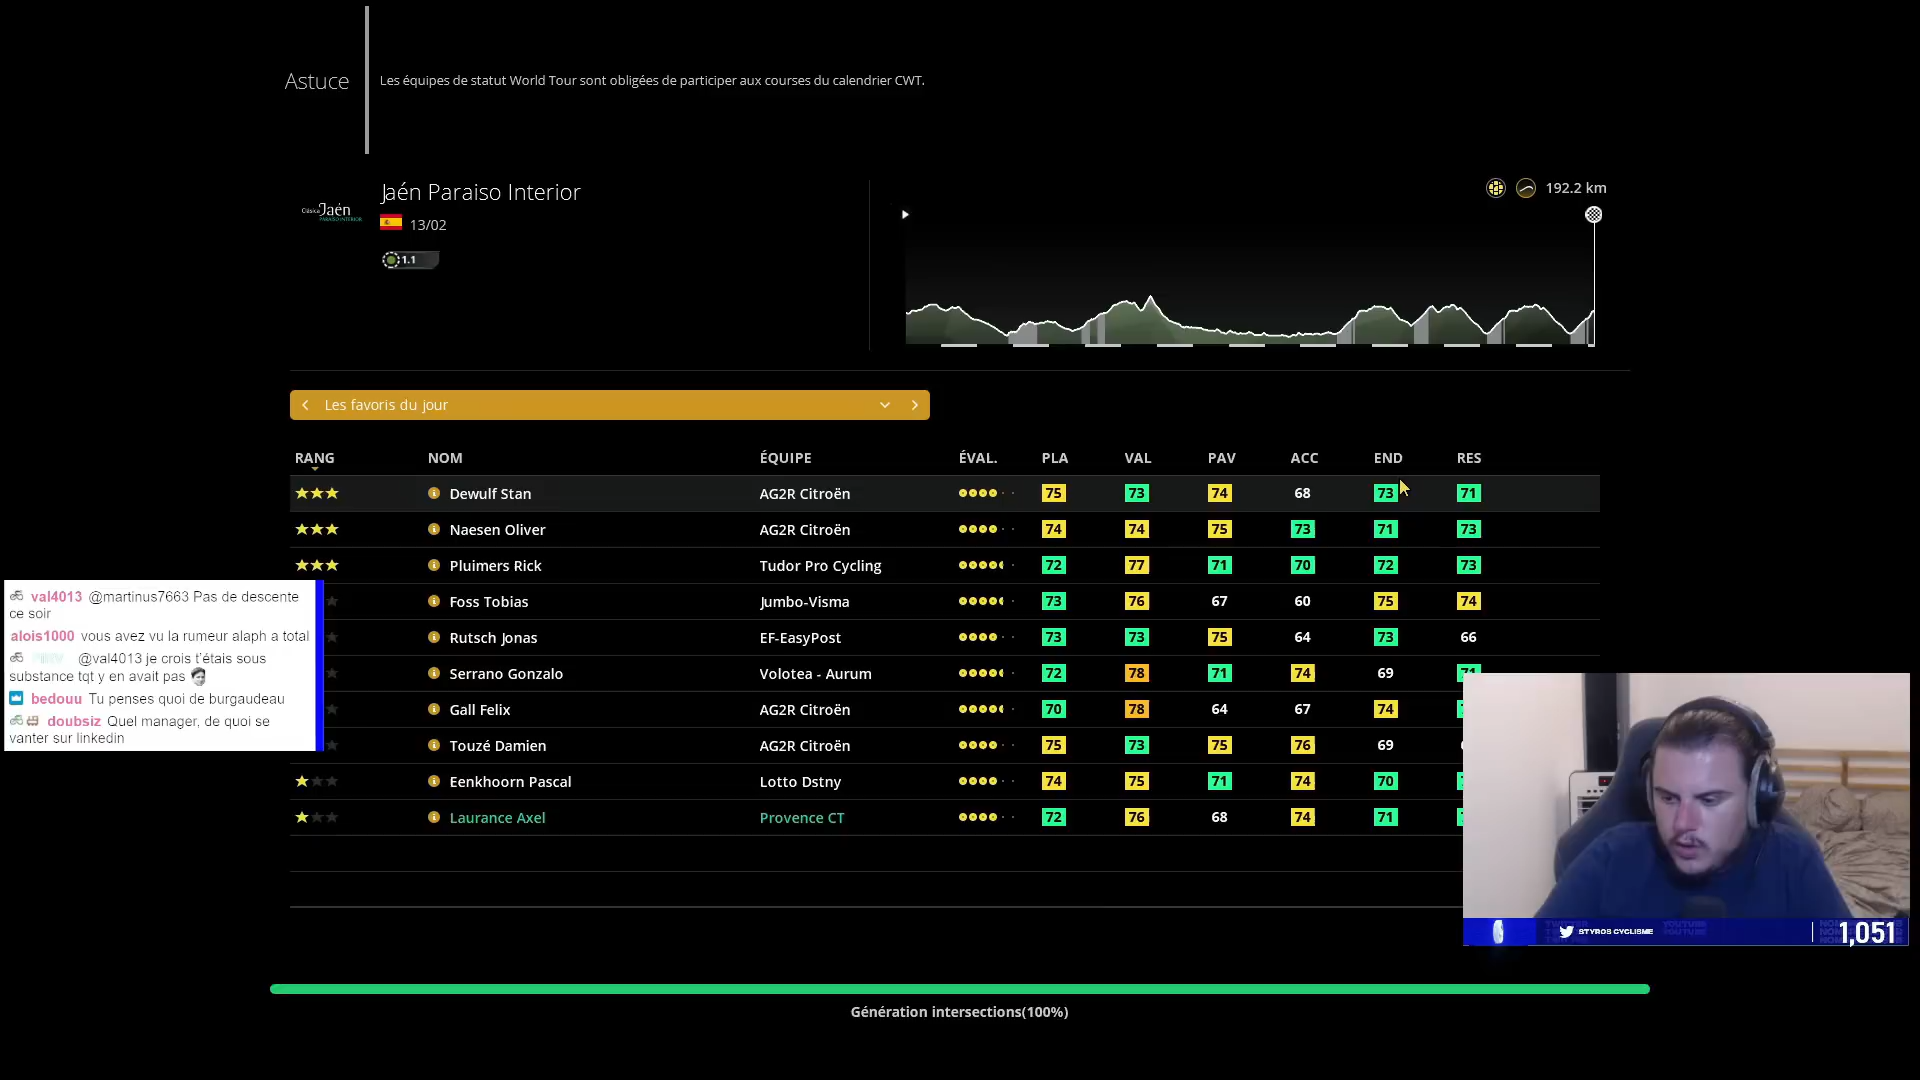 Astuce
Les équipes de statut World Tour sont obligées de participer aux courses du calendrier CWT.
Clásica Jaén
PARAISO INTERIOR
Jaén Paraiso Interior
13/02
1.1
192.2 km
Les favoris du jour
RANG NOM ÉQUIPE ÉVAL. PLA VAL PAV ACC END RES
Dewulf Stan AG2R Citroën 75 73 74 68 73 71
Naesen Oliver AG2R Citroën 74 74 75 73 71 73
Pluimers Rick Tudor Pro Cycling 72 77 71 70 72 73
Foss Tobias Jumbo-Visma 73 76 67 60 75 74
Rutsch Jonas EF-EasyPost 73 73 75 64 73 66
Serrano Gonzalo Volotea - Aurum 72 78 71 74 69 71
Gall Felix AG2R Citroën 70 78 64 67 74
Touzé Damien AG2R Citroën 75 73 75 76 69
Eenkhoorn Pascal Lotto Dstny 74 75 71 74 70
Laurance Axel Provence CT 72 76 68 74 71
val4013 @martinus7663 Pas de descente
ce soir
alois1000 vous avez vu la rumeur alaph a total
@val4013 je crois t'étais sous
substance tqt y en avait pas
bedouu Tu penses quoi de burgaudeau
doubsiz Quel manager, de quoi se
vanter sur linkedin
STYROS CYCLISME
1,051
Génération intersections(100%)